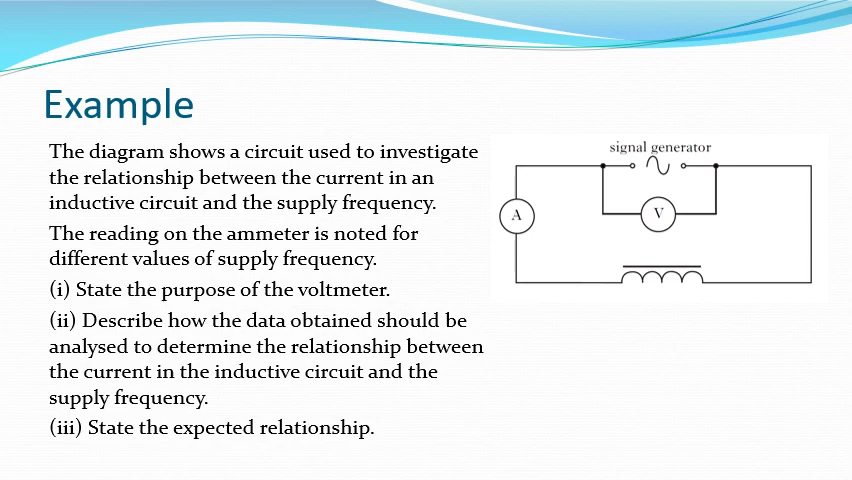 Example
The diagram shows a circuit used to investigate
the relationship between the current in an
inductive circuit and the supply frequency.
The reading on the ammeter is noted for
different values of supply frequency.
(i) State the purpose of the voltmeter.
(ii) Describe how the data obtained should be
analysed to determine the relationship between
the current in the inductive circuit and the
supply frequency.
(iii) State the expected relationship.
signal generator
A
V